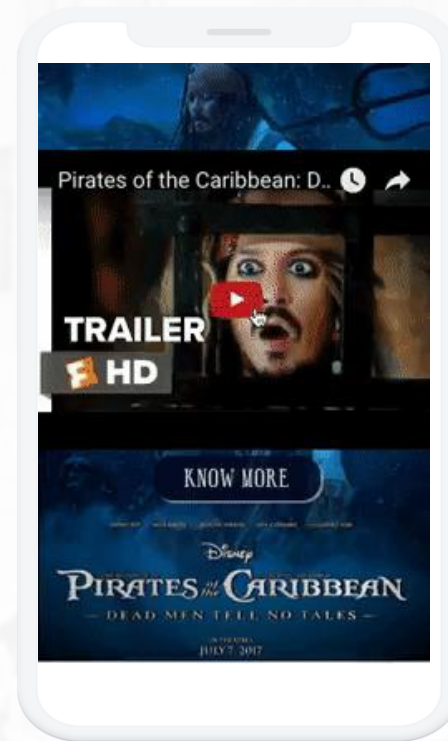 Pirates of the Caribbean: D..
TRAILER
HD
KNOW MORE
Disney
PIRATES of the CARIBBEAN
— DEAD MEN TELL NO TALES —
JULY 7 2017